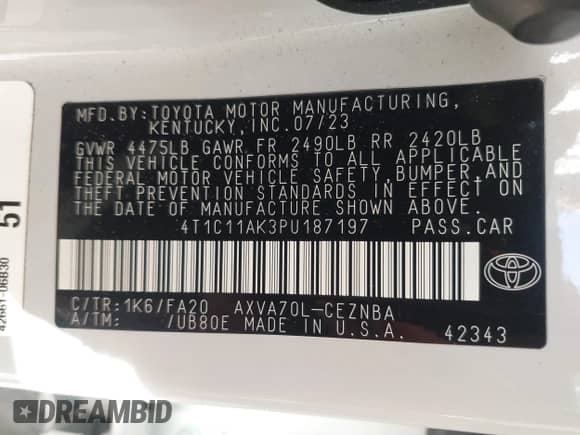 MFD.BY:TOYOTA MOTOR MANUFACTURING,
KENTUCKY,INC.07/23
GVWR 4475LB GAWR FR 2490LB RR 2420LB
THIS VEHICLE CONFORMS TO ALL APPLICABLE
FEDERAL MOTOR VEHICLE SAFETY,BUMPER,AND
THEFT PREVENTION STANDARDS IN EFFECT ON
THE DATE OF MANUFACTURE SHOWN ABOVE.
4T1C11AK3PU187197 PASS.CAR
C/TR:1K6/FA20 AXVA70L-CEZNBA
A/TM: /UB80E MADE IN U.S.A. 42343
51
42661-06830
DREAMBID